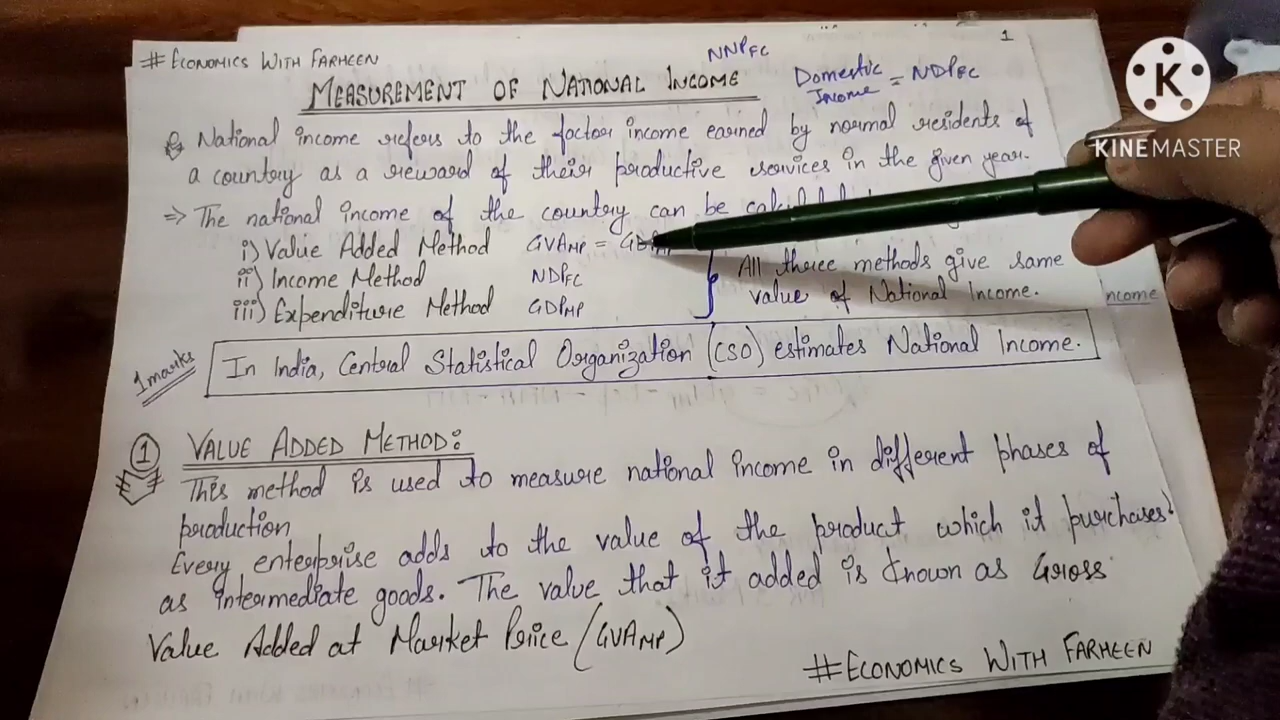 1
# ECONOMICS WITH FARHEEN
NNPFC
MEASUREMENT OF NATIONAL INCOME
Domestic Income = NDPFC
National income refers to the factor income earned by normal residents of
a country as a reward of their productive services in the given year.
⇒ The national income of the country can be
i) Value Added Method GVAMP =
ii) Income Method NDPFC
iii) Expenditure Method GDPMP
All three methods give same
value of National Income.
Income
1 marks
In India, Central Statistical Organization (CSO) estimates National Income.
1 VALUE ADDED METHOD:
This method is used to measure national income in different phases of
production
Every enterprise adds to the value of the product which it purchases
as intermediate goods. The value that it added is known as Gross
Value Added at Market Price (GVAMP)
# ECONOMICS WITH FARHEEN
K
KINEMASTER